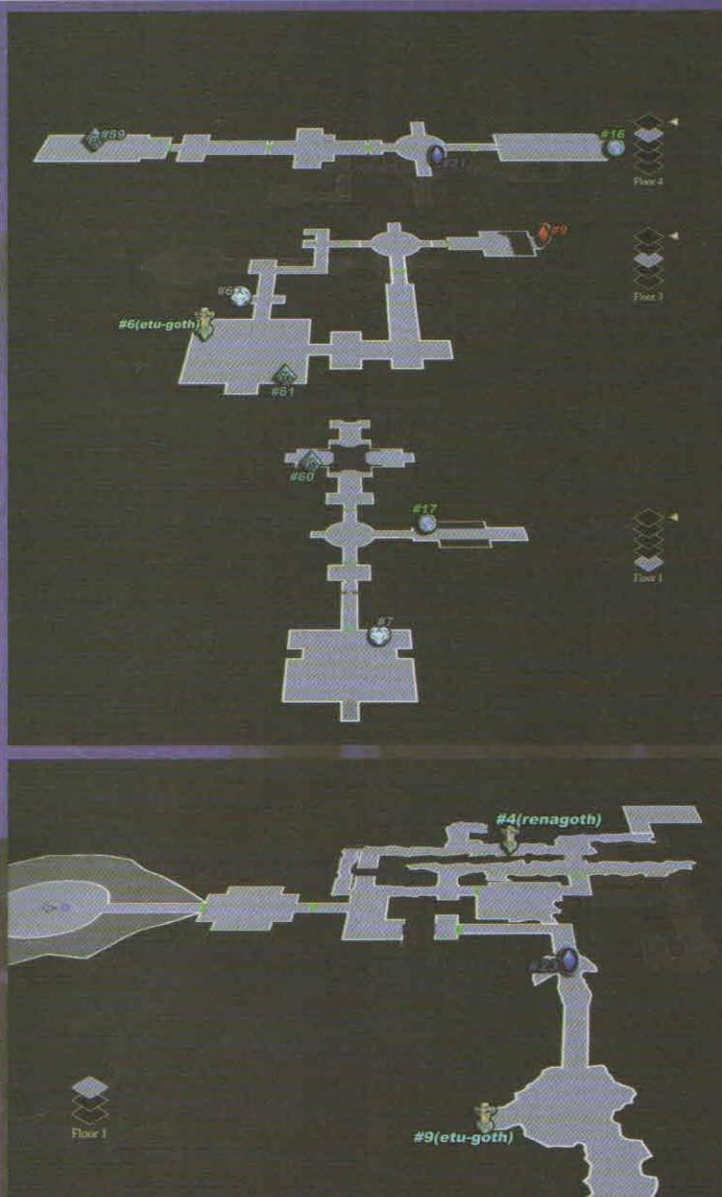 #59
#16
Floor 4
#9
Floor 3
#6(etu-goth)
#61
#60
#17
Floor 1
#7
#4(renagoth)
Floor 1
#9(etu-goth)